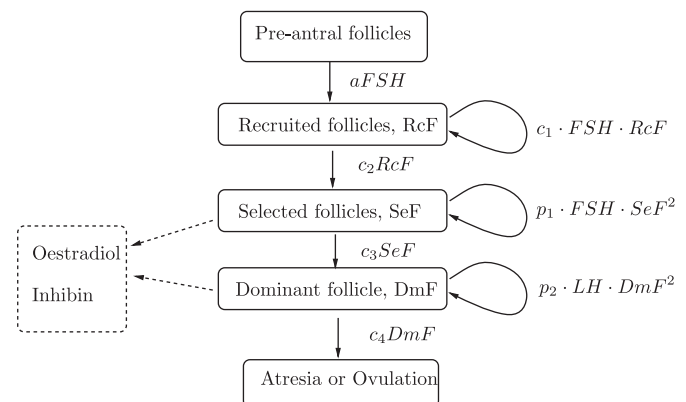 Pre-antral follicles
aFSH
Recruited follicles, RcF
c₁ · FSH · RcF
c₂RcF
Selected follicles, SeF
p₁ · FSH · SeF²
c₃SeF
Oestradiol
Inhibin
Dominant follicle, DmF
p₂ · LH · DmF²
c₄DmF
Atresia or Ovulation